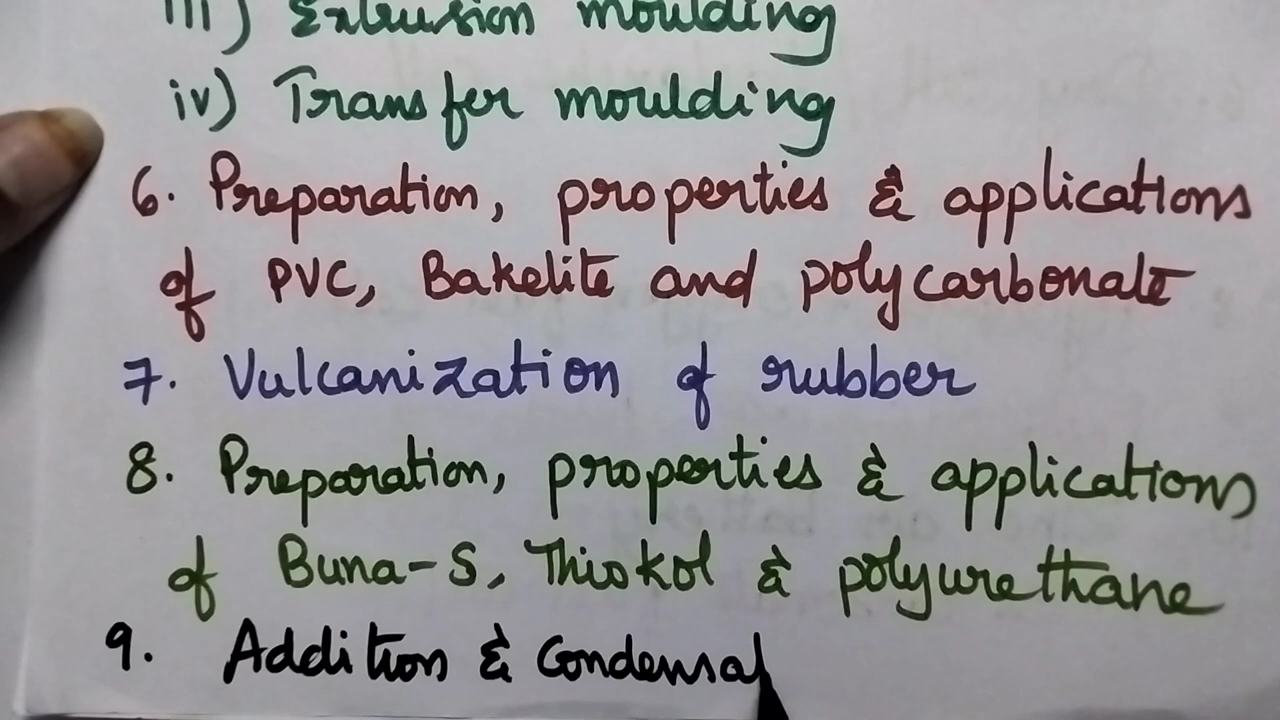 iii) Extrusion moulding
iv) Transfer moulding
6. Preparation, properties & applications
of PVC, Bakelite and polycarbonate
7. Vulcanization of rubber
8. Preparation, properties & applications
of Buna-S, Thiokol & polyurethane
9. Addition & Condensat